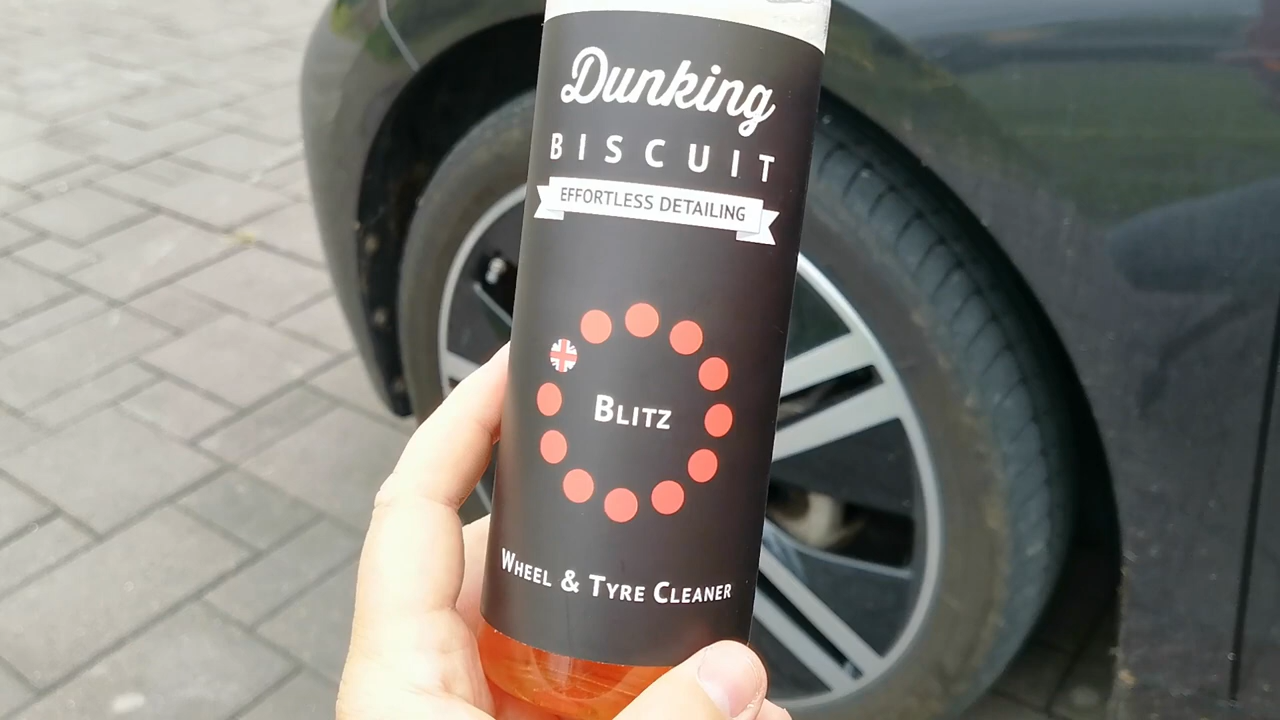 Dunking
BISCUIT
EFFORTLESS DETAILING
BLITZ
WHEEL & TYRE CLEANER